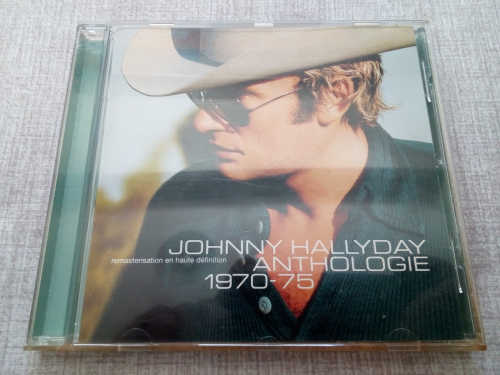 JOHNNY HALLYDAY
remasterisation en haute définition
ANTHOLOGIE
1970-75